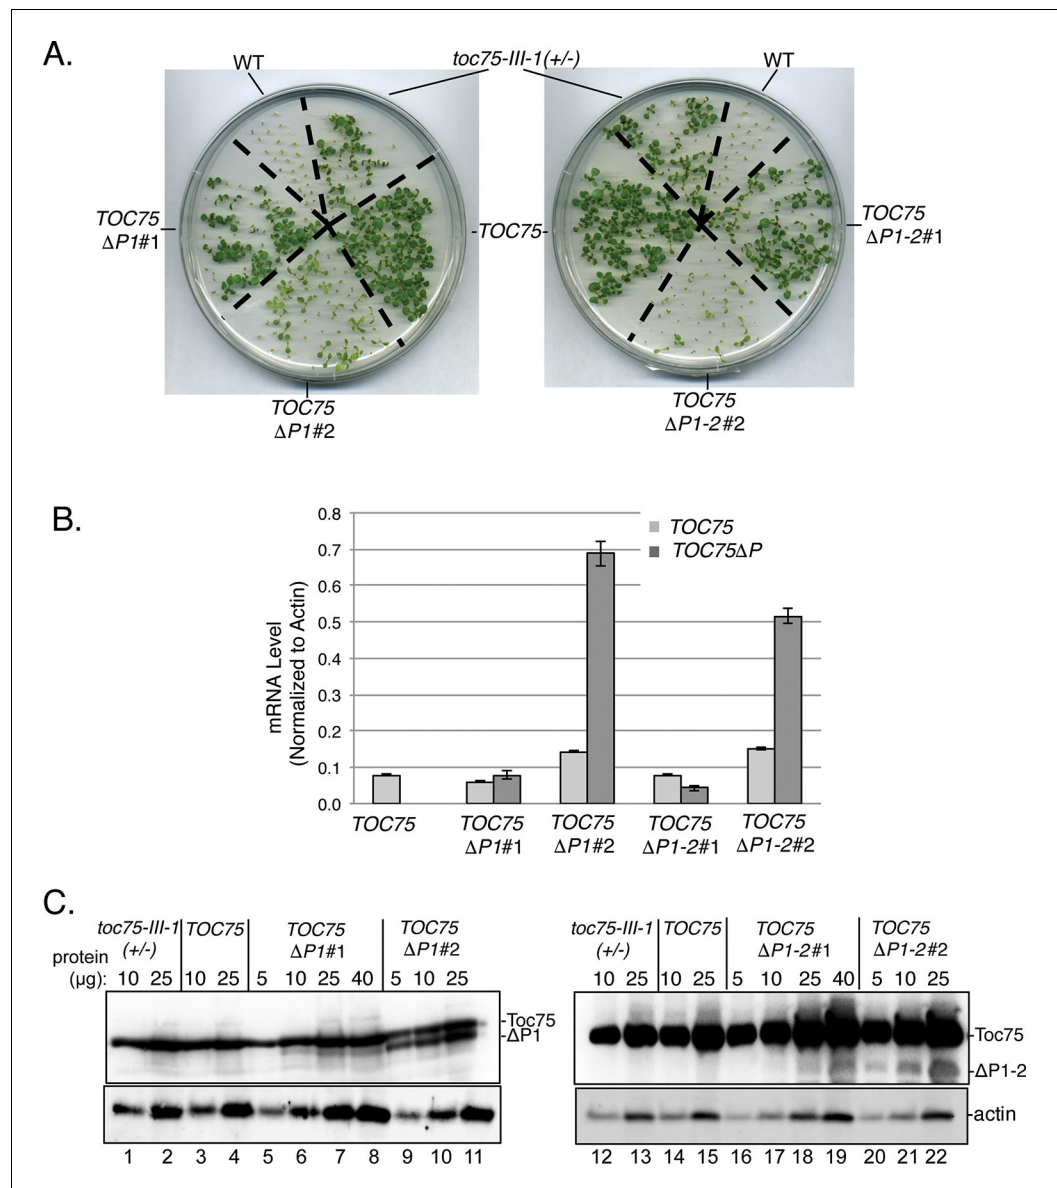 A.
WT
toc75-III-1(+/-)
WT
TOC75
ΔP1#1
-TOC75-
TOC75
ΔP1-2#1
TOC75
ΔP1#2
TOC75
ΔP1-2#2
B.
mRNA Level
(Normalized to Actin)
0.8
0.7
0.6
0.5
0.4
0.3
0.2
0.1
0.0
TOC75
TOC75ΔP
TOC75 TOC75 TOC75 TOC75 TOC75
ΔP1#1 ΔP1#2 ΔP1-2#1 ΔP1-2#2
C.
toc75-III-1 TOC75 TOC75 TOC75
(+/-) ΔP1#1 ΔP1#2
protein
(µg): 10 25 10 25 5 10 25 40 5 10 25
-Toc75
-ΔP1
1 2 3 4 5 6 7 8 9 10 11
toc75-III-1 TOC75 TOC75 TOC75
(+/-) ΔP1-2#1 ΔP1-2#2
10 25 10 25 5 10 25 40 5 10 25
-Toc75
-ΔP1-2
-actin
12 13 14 15 16 17 18 19 20 21 22